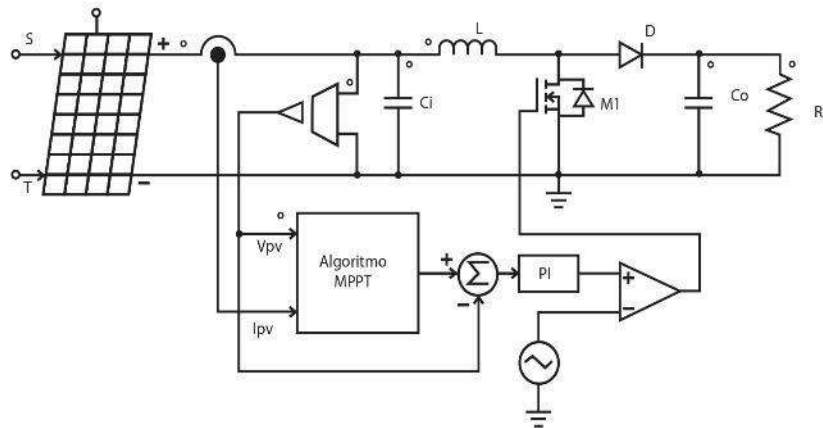 S
T
+
-
L
D
Ci
M1
Co
R
Vpv
Ipv
Algoritmo
MPPT
+
-
Σ
PI
+
-